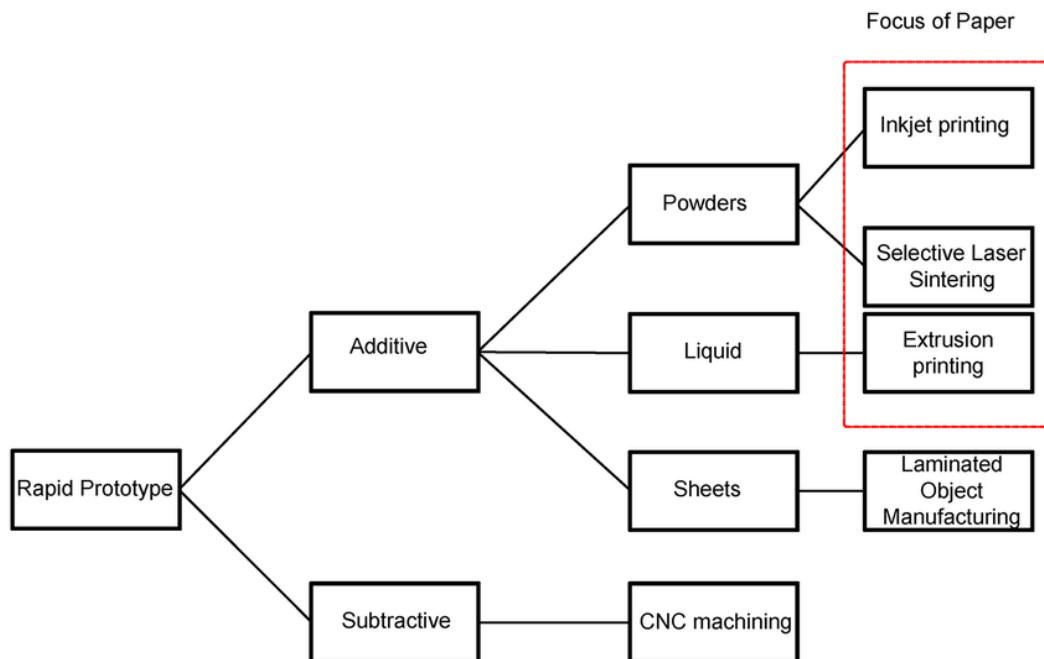 Focus of Paper
Inkjet printing
Powders
Selective Laser
Sintering
Additive
Liquid
Extrusion
printing
Rapid Prototype
Sheets
Laminated
Object
Manufacturing
Subtractive
CNC machining